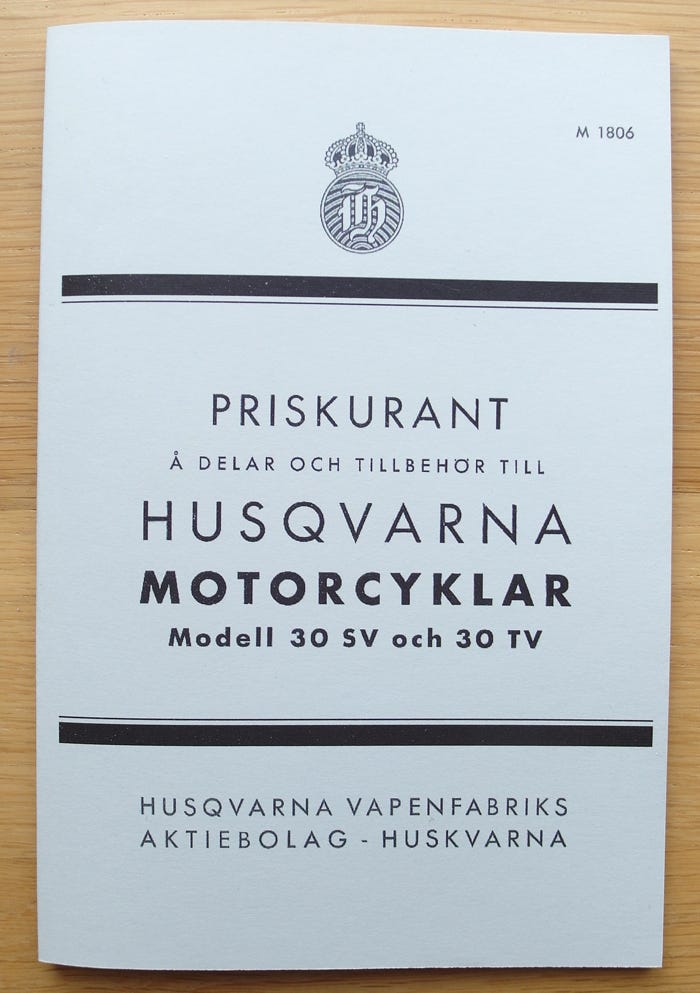 M 1806
H
PRISKURANT
Å DELAR OCH TILLBEHÖR TILL
HUSQVARNA
MOTORCYKLAR
Modell 30 SV och 30 TV
HUSQVARNA VAPENFABRIKS
AKTIEBOLAG - HUSKVARNA